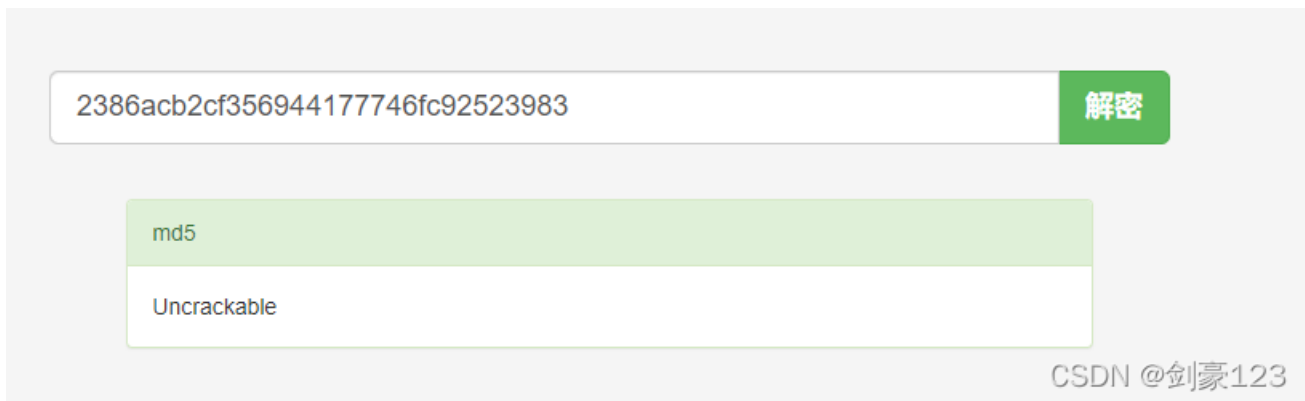 2386acb2cf356944177746fc92523983
解密
md5
Uncrackable
CSDN @剑豪123